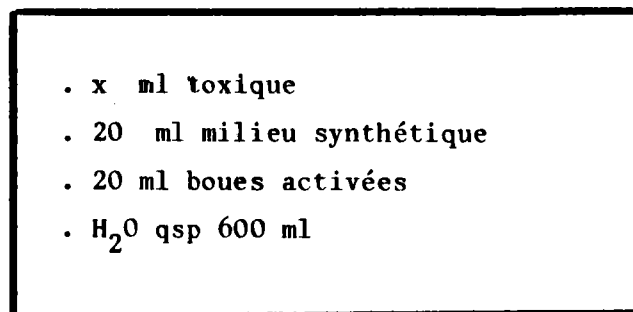 . x ml toxique
. 20 ml milieu synthétique
. 20 ml boues activées
. H₂O qsp 600 ml